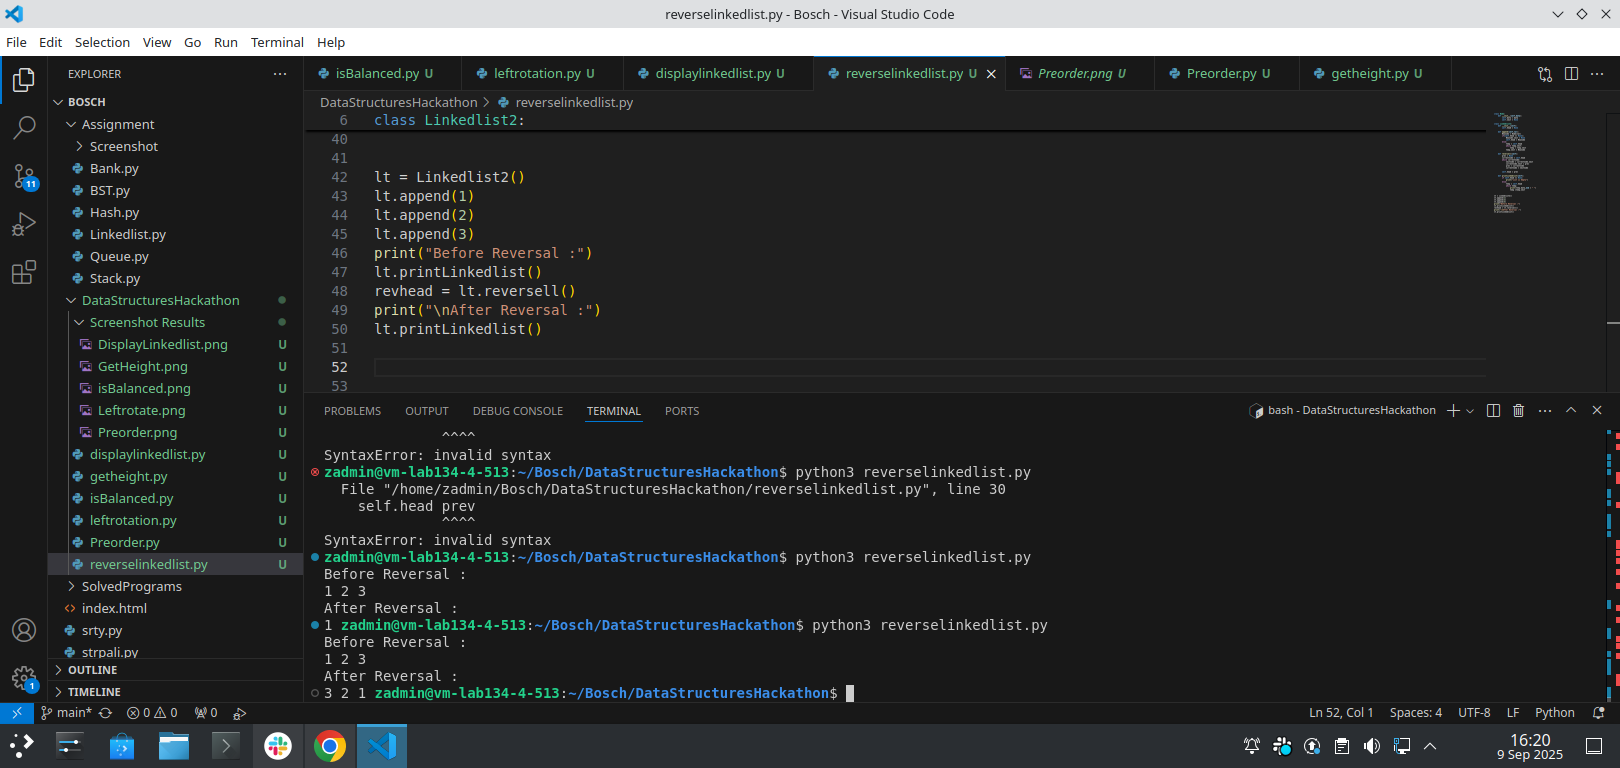 reverselinkedlist.py - Bosch - Visual Studio Code
File Edit Selection View Go Run Terminal Help
EXPLORER
BOSCH
Assignment
Screenshot
Bank.py
BST.py
Hash.py
Linkedlist.py
Queue.py
Stack.py
DataStructuresHackathon
Screenshot Results
DisplayLinkedlist.png U
GetHeight.png U
isBalanced.png U
Leftrotate.png U
Preorder.png U
displaylinkedlist.py U
getheight.py U
isBalanced.py U
leftrotation.py U
Preorder.py U
reverselinkedlist.py U
SolvedPrograms
index.html
srty.py
strpali.py
OUTLINE
TIMELINE
11
1
isBalanced.py U leftrotation.py U displaylinkedlist.py U reverselinkedlist.py U Preorder.png U Preorder.py U getheight.py U
DataStructuresHackathon > reverselinkedlist.py
6 class Linkedlist2:
40
41
42 lt = Linkedlist2()
43 lt.append(1)
44 lt.append(2)
45 lt.append(3)
46 print("Before Reversal :")
47 lt.printLinkedlist()
48 revhead = lt.reversell()
49 print("\nAfter Reversal :")
50 lt.printLinkedlist()
51
52
53
PROBLEMS OUTPUT DEBUG CONSOLE TERMINAL PORTS bash - DataStructuresHackathon
^^^^
SyntaxError: invalid syntax
zadmin@vm-lab134-4-513:~/Bosch/DataStructuresHackathon$ python3 reverselinkedlist.py
File "/home/zadmin/Bosch/DataStructuresHackathon/reverselinkedlist.py", line 30
self.head prev
^^^^
SyntaxError: invalid syntax
zadmin@vm-lab134-4-513:~/Bosch/DataStructuresHackathon$ python3 reverselinkedlist.py
Before Reversal :
1 2 3
After Reversal :
1 zadmin@vm-lab134-4-513:~/Bosch/DataStructuresHackathon$ python3 reverselinkedlist.py
Before Reversal :
1 2 3
After Reversal :
3 2 1 zadmin@vm-lab134-4-513:~/Bosch/DataStructuresHackathon$
main* 0 0 0 Ln 52, Col 1 Spaces: 4 UTF-8 LF Python
16:20
9 Sep 2025